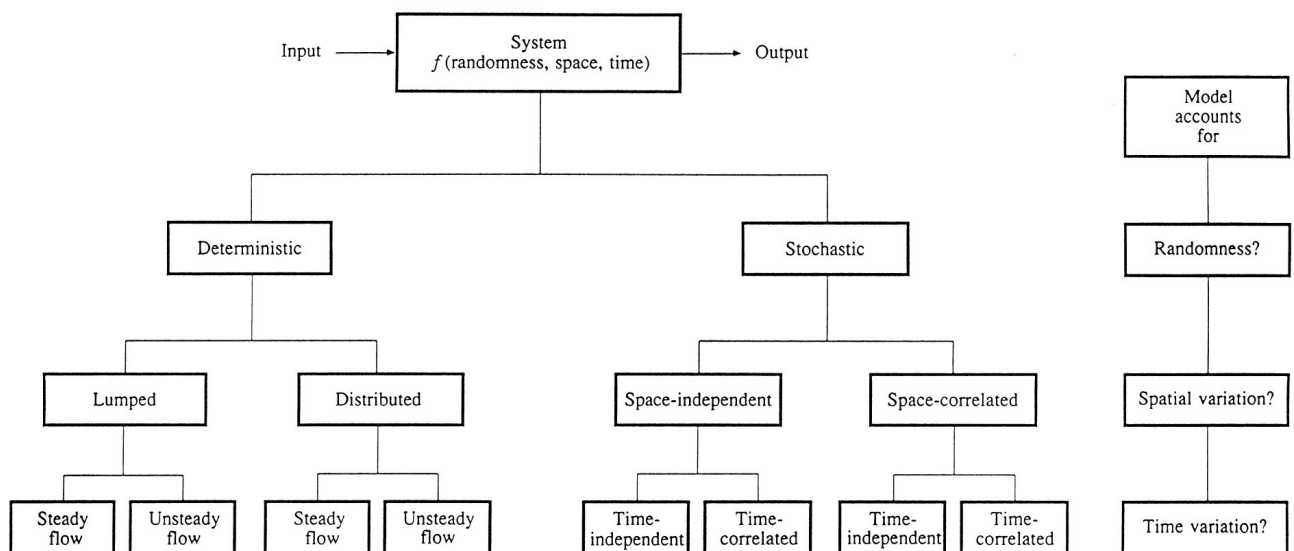 Input
System
f(randomness, space, time)
Output
Model
accounts
for
Deterministic
Stochastic
Randomness?
Lumped
Distributed
Space-independent
Space-correlated
Spatial variation?
Steady
flow
Unsteady
flow
Steady
flow
Unsteady
flow
Time-
independent
Time-
correlated
Time-
independent
Time-
correlated
Time variation?